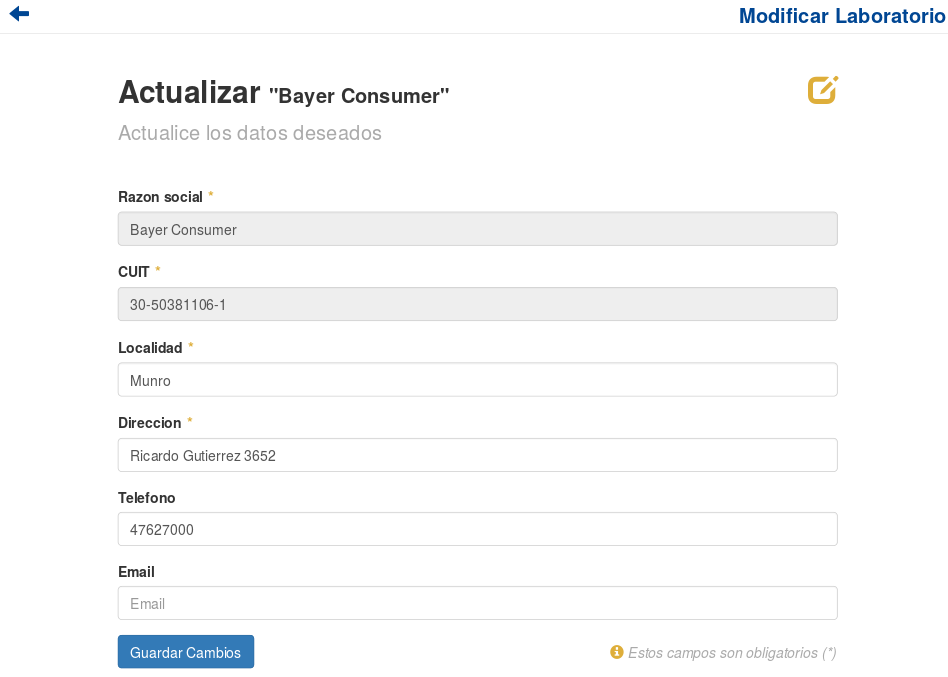 Modificar Laboratorio
Actualizar "Bayer Consumer"
Actualice los datos deseados
Razon social *
Bayer Consumer
CUIT *
30-50381106-1
Localidad *
Munro
Direccion *
Ricardo Gutierrez 3652
Telefono
47627000
Email
Email
Guardar Cambios
Estos campos son obligatorios (*)